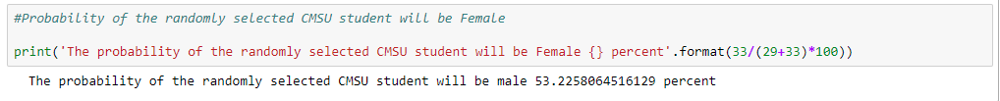 #Probability of the randomly selected CMSU student will be Female
print('The probability of the randomly selected CMSU student will be Female {} percent'.format(33/(29+33)*100))
The probability of the randomly selected CMSU student will be male 53.2258064516129 percent